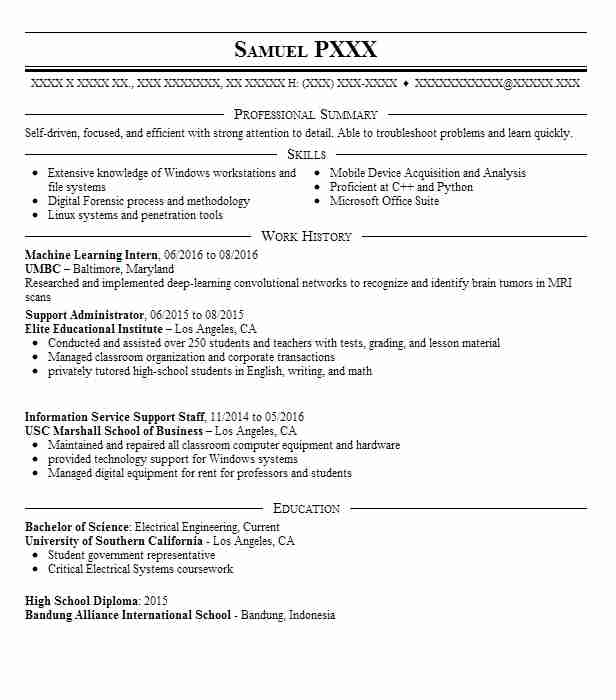 SAMUEL PXXX
XXXX X XXXX XX., XXX XXXXXXX, XX XXXXX H: (XXX) XXX-XXXX ♦ XXXXXXXXXXX@XXXXX.XXX
PROFESSIONAL SUMMARY
Self-driven, focused, and efficient with strong attention to detail. Able to troubleshoot problems and learn quickly.
SKILLS
• Extensive knowledge of Windows workstations and
file systems
• Digital Forensic process and methodology
• Linux systems and penetration tools
• Mobile Device Acquisition and Analysis
• Proficient at C++ and Python
• Microsoft Office Suite
WORK HISTORY
Machine Learning Intern, 06/2016 to 08/2016
UMBC – Baltimore, Maryland
Researched and implemented deep-learning convolutional networks to recognize and identify brain tumors in MRI
scans
Support Administrator, 06/2015 to 08/2015
Elite Educational Institute – Los Angeles, CA
• Conducted and assisted over 250 students and teachers with tests, grading, and lesson material
• Managed classroom organization and corporate transactions
• privately tutored high-school students in English, writing, and math
Information Service Support Staff, 11/2014 to 05/2016
USC Marshall School of Business – Los Angeles, CA
• Maintained and repaired all classroom computer equipment and hardware
• provided technology support for Windows systems
• Managed digital equipment for rent for professors and students
EDUCATION
Bachelor of Science: Electrical Engineering, Current
University of Southern California - Los Angeles, CA
• Student government representative
• Critical Electrical Systems coursework
High School Diploma: 2015
Bandung Alliance International School - Bandung, Indonesia